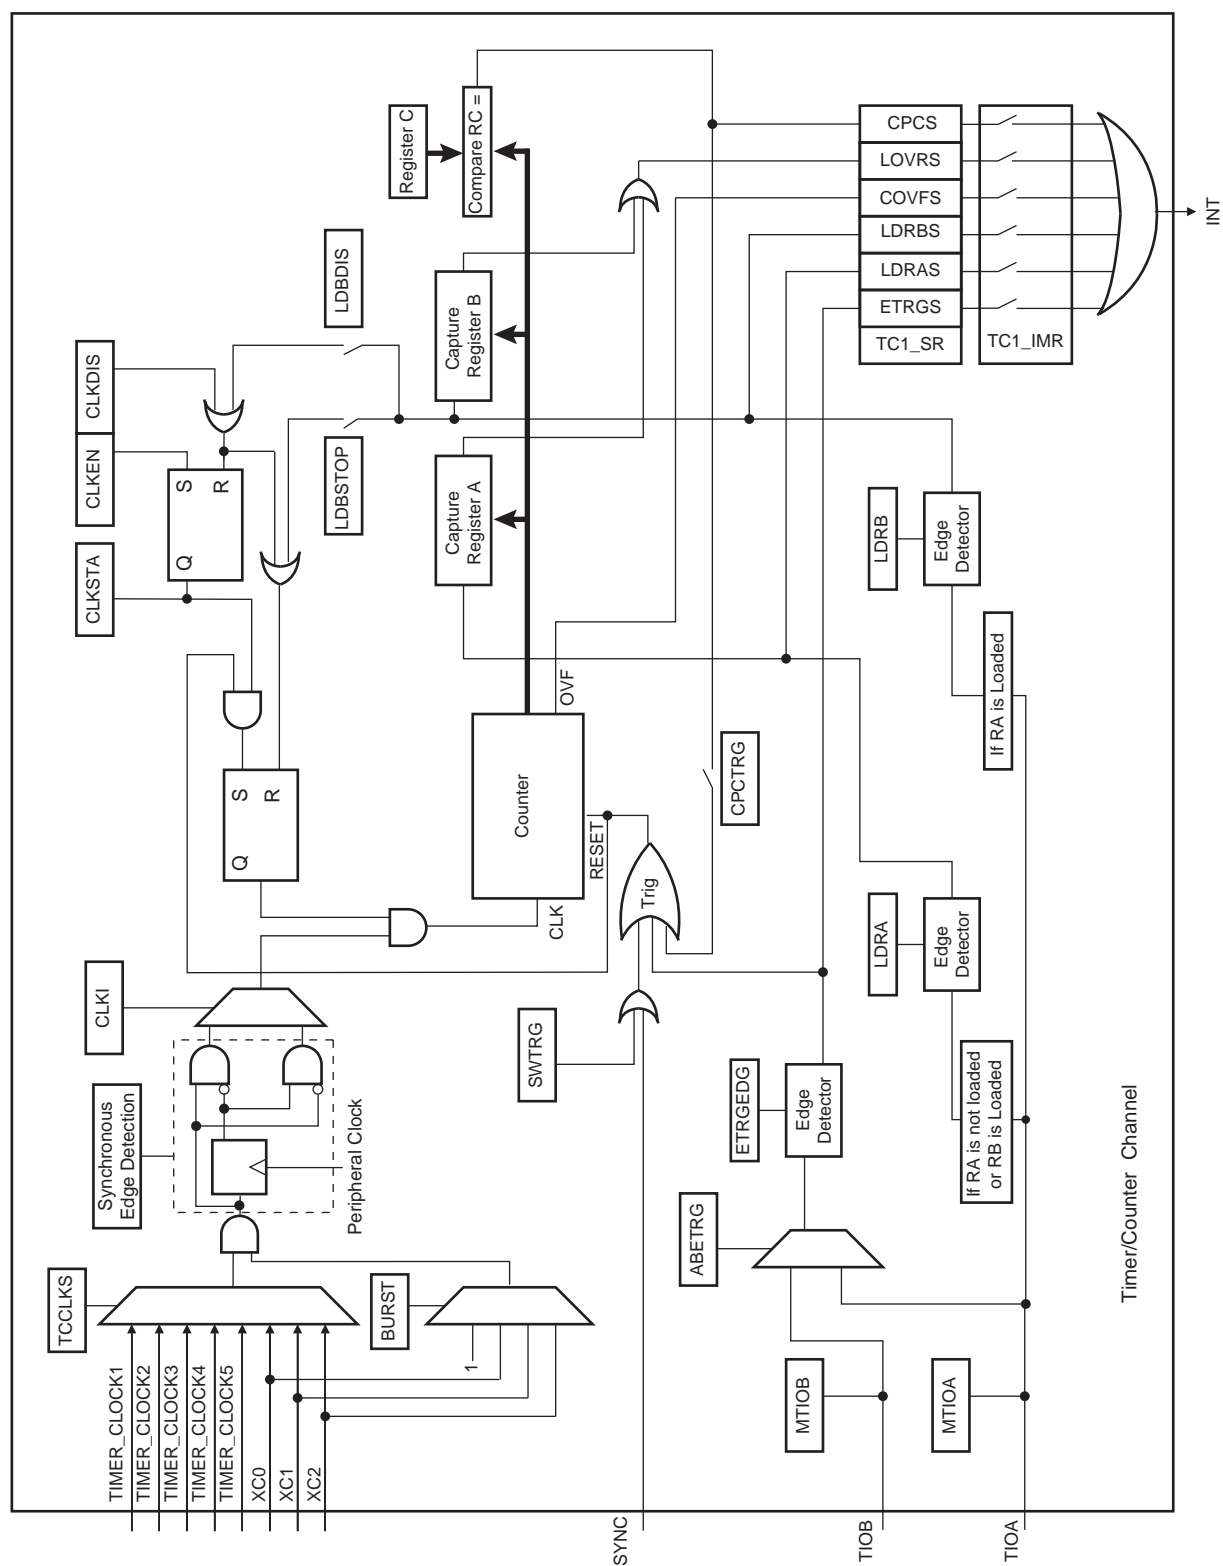 TCCLKS
TIMER_CLOCK1
TIMER_CLOCK2
TIMER_CLOCK3
TIMER_CLOCK4
TIMER_CLOCK5
XC0
XC1
XC2
BURST
1
Synchronous
Edge Detection
Peripheral Clock
CLKI
CLKSTA
CLKEN
CLKDIS
Q
S
R
Q
S
R
LDBSTOP
LDBDIS
Register C
Capture
Register A
Capture
Register B
Compare RC =
Counter
CLK
OVF
RESET
SYNC
SWTRG
Trig
CPCTRG
ABETRG
ETRGEDG
Edge
Detector
MTIOB
TIOB
MTIOA
TIOA
LDRA
Edge
Detector
If RA is not loaded
or RB is Loaded
LDRB
Edge
Detector
If RA is Loaded
CPCS
LOVRS
COVFS
LDRBS
LDRAS
ETRGS
TC1_SR
TC1_IMR
INT
Timer/Counter Channel